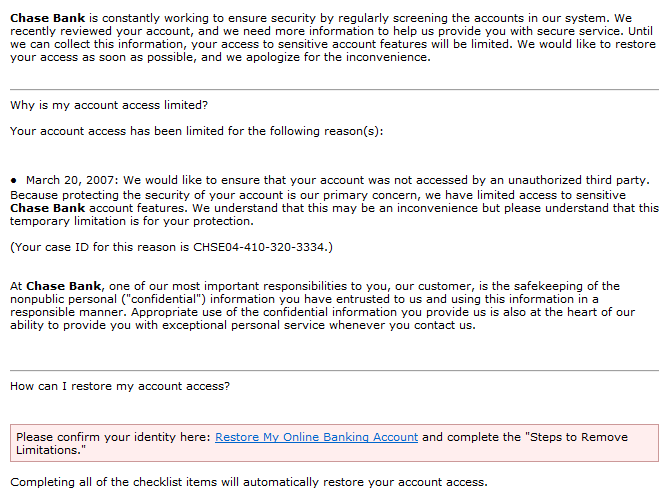 Chase Bank is constantly working to ensure security by regularly screening the accounts in our system. We
recently reviewed your account, and we need more information to help us provide you with secure service. Until
we can collect this information, your access to sensitive account features will be limited. We would like to restore
your access as soon as possible, and we apologize for the inconvenience.
Why is my account access limited?
Your account access has been limited for the following reason(s):
● March 20, 2007: We would like to ensure that your account was not accessed by an unauthorized third party.
Because protecting the security of your account is our primary concern, we have limited access to sensitive
Chase Bank account features. We understand that this may be an inconvenience but please understand that this
temporary limitation is for your protection.
(Your case ID for this reason is CHSE04-410-320-3334.)
At Chase Bank, one of our most important responsibilities to you, our customer, is the safekeeping of the
nonpublic personal ("confidential") information you have entrusted to us and using this information in a
responsible manner. Appropriate use of the confidential information you provide us is also at the heart of our
ability to provide you with exceptional personal service whenever you contact us.
How can I restore my account access?
Please confirm your identity here: Restore My Online Banking Account and complete the "Steps to Remove
Limitations."
Completing all of the checklist items will automatically restore your account access.